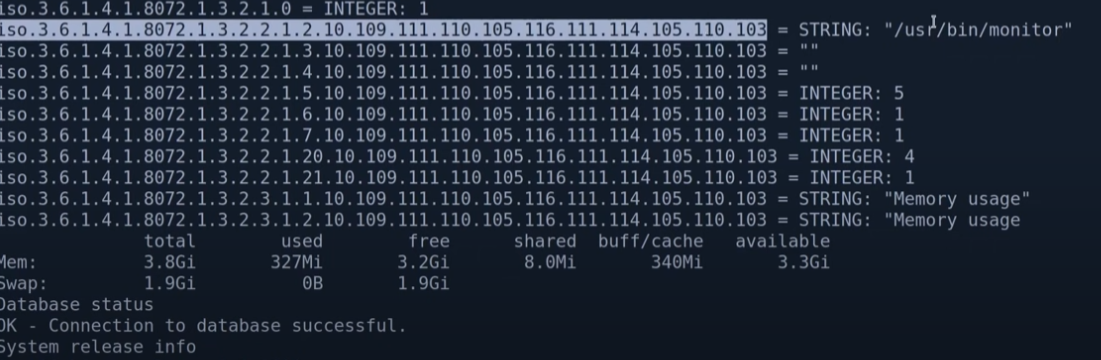 iso.3.6.1.4.1.8072.1.3.2.1.0 = INTEGER: 1
iso.3.6.1.4.1.8072.1.3.2.2.1.2.10.109.111.110.105.116.111.114.105.110.103 = STRING: "/usr/bin/monitor"
iso.3.6.1.4.1.8072.1.3.2.2.1.3.10.109.111.110.105.116.111.114.105.110.103 = ""
iso.3.6.1.4.1.8072.1.3.2.2.1.4.10.109.111.110.105.116.111.114.105.110.103 = ""
iso.3.6.1.4.1.8072.1.3.2.2.1.5.10.109.111.110.105.116.111.114.105.110.103 = INTEGER: 5
iso.3.6.1.4.1.8072.1.3.2.2.1.6.10.109.111.110.105.116.111.114.105.110.103 = INTEGER: 1
iso.3.6.1.4.1.8072.1.3.2.2.1.7.10.109.111.110.105.116.111.114.105.110.103 = INTEGER: 1
iso.3.6.1.4.1.8072.1.3.2.2.1.20.10.109.111.110.105.116.111.114.105.110.103 = INTEGER: 4
iso.3.6.1.4.1.8072.1.3.2.2.1.21.10.109.111.110.105.116.111.114.105.110.103 = INTEGER: 1
iso.3.6.1.4.1.8072.1.3.2.3.1.1.10.109.111.110.105.116.111.114.105.110.103 = STRING: "Memory usage"
iso.3.6.1.4.1.8072.1.3.2.3.1.2.10.109.111.110.105.116.111.114.105.110.103 = STRING: "Memory usage
total used free shared buff/cache available
Mem: 3.8Gi 327Mi 3.2Gi 8.0Mi 340Mi 3.3Gi
Swap: 1.9Gi 0B 1.9Gi
Database status
OK - Connection to database successful.
System release info